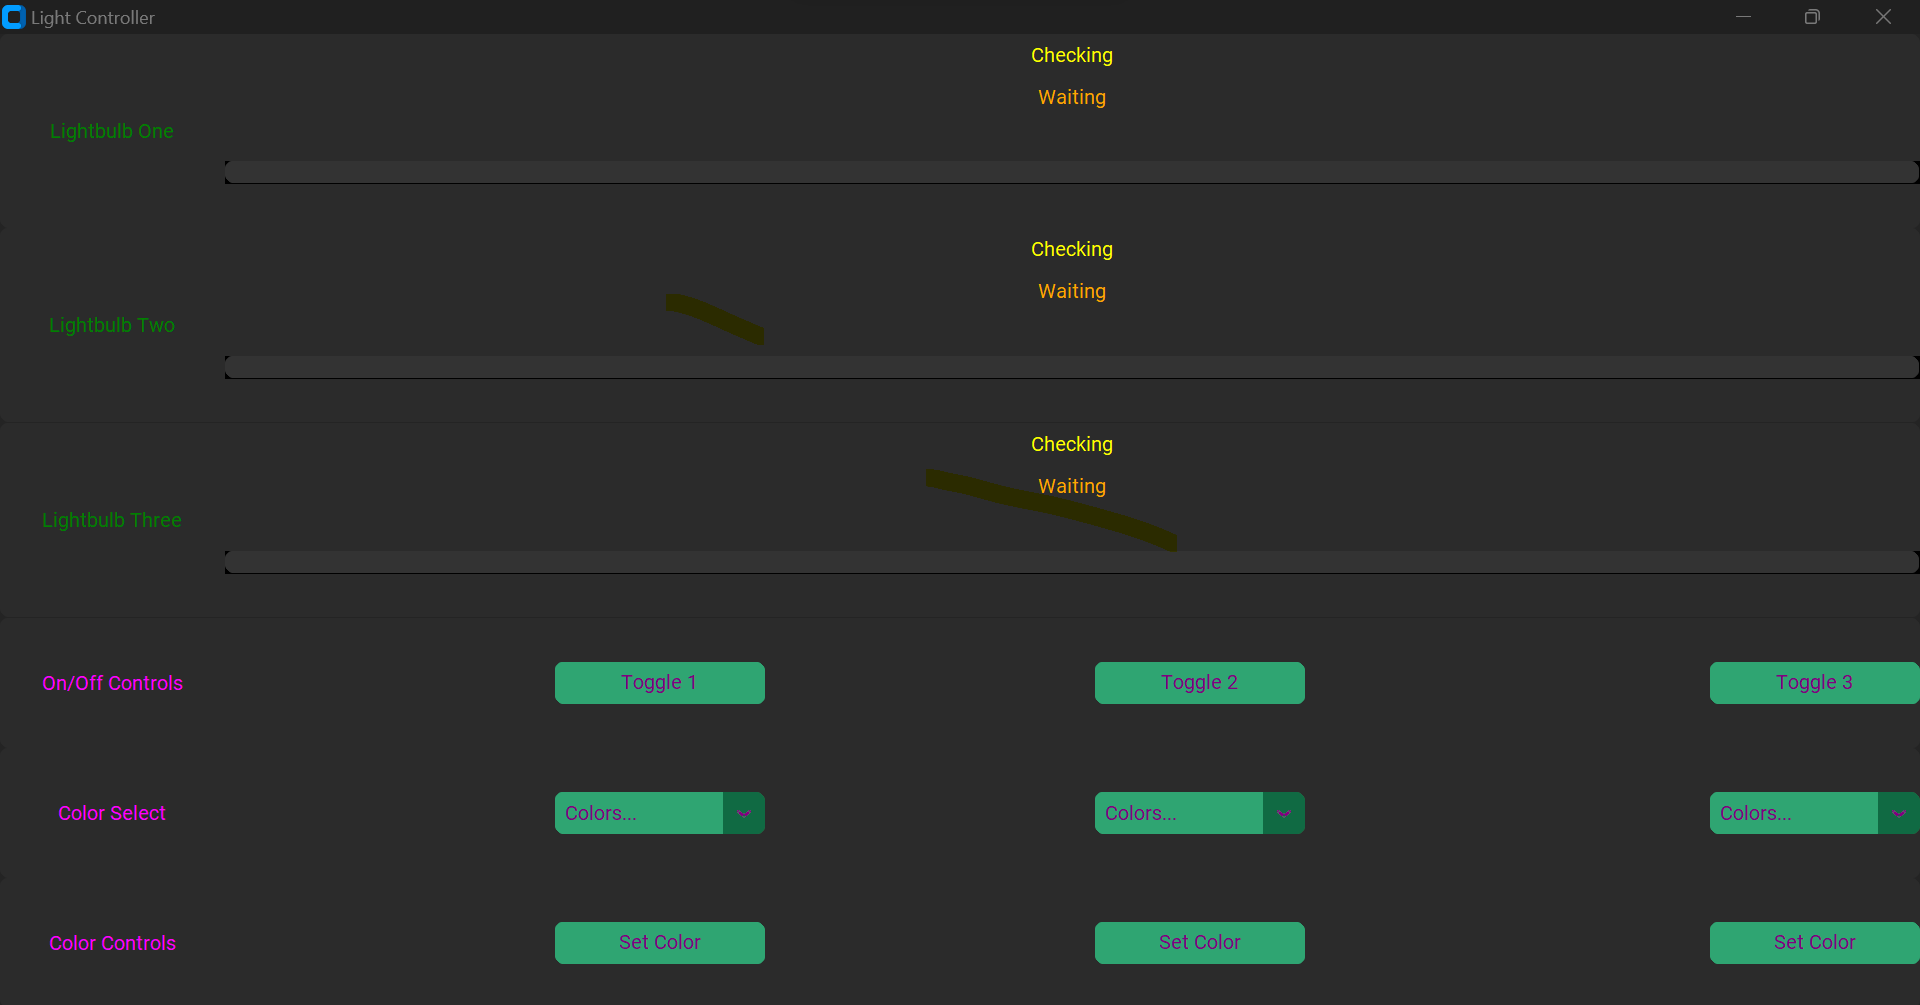 Light Controller
Checking
Waiting
Lightbulb One
Checking
Waiting
Lightbulb Two
Checking
Waiting
Lightbulb Three
On/Off Controls Toggle 1 Toggle 2 Toggle 3
Color Select Colors... Colors... Colors...
Color Controls Set Color Set Color Set Color